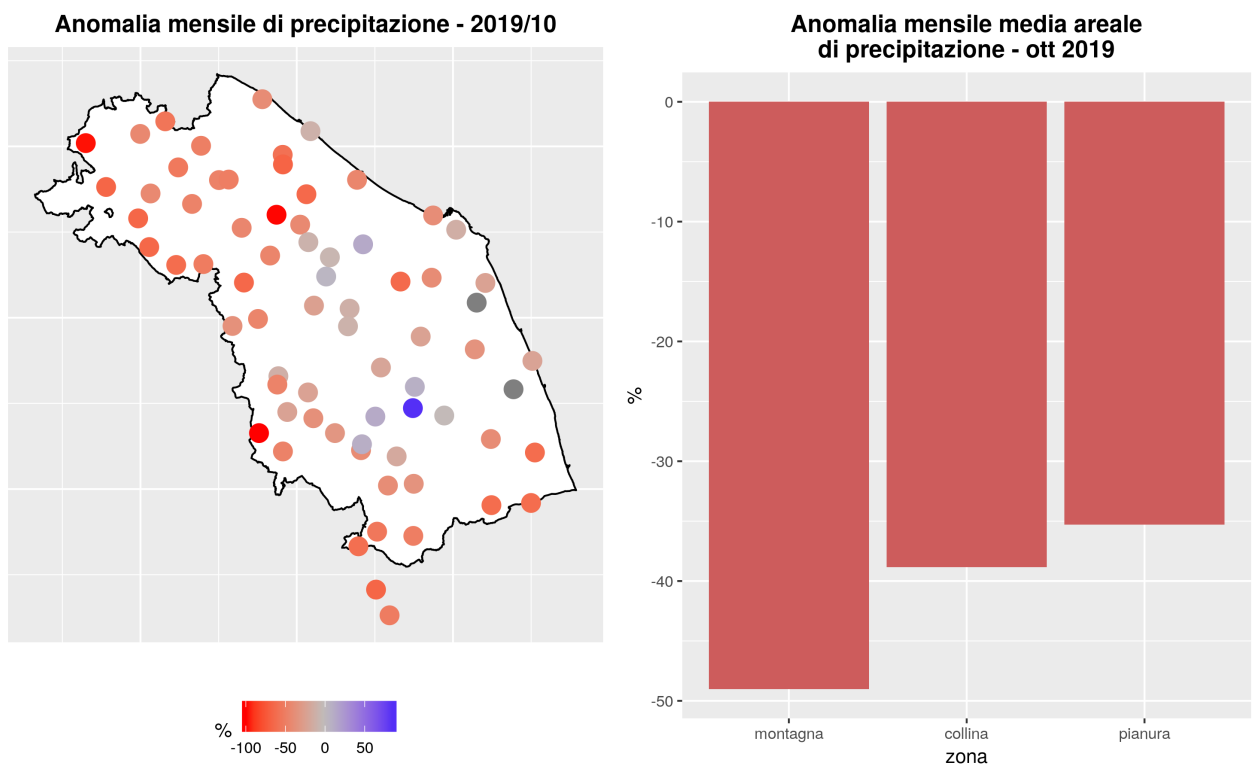 Anomalia mensile di precipitazione - 2019/10
%
-100 -50 0 50
Anomalia mensile media areale
di precipitazione - ott 2019
0
-10
-20
-30
-40
-50
%
montagna collina pianura
zona